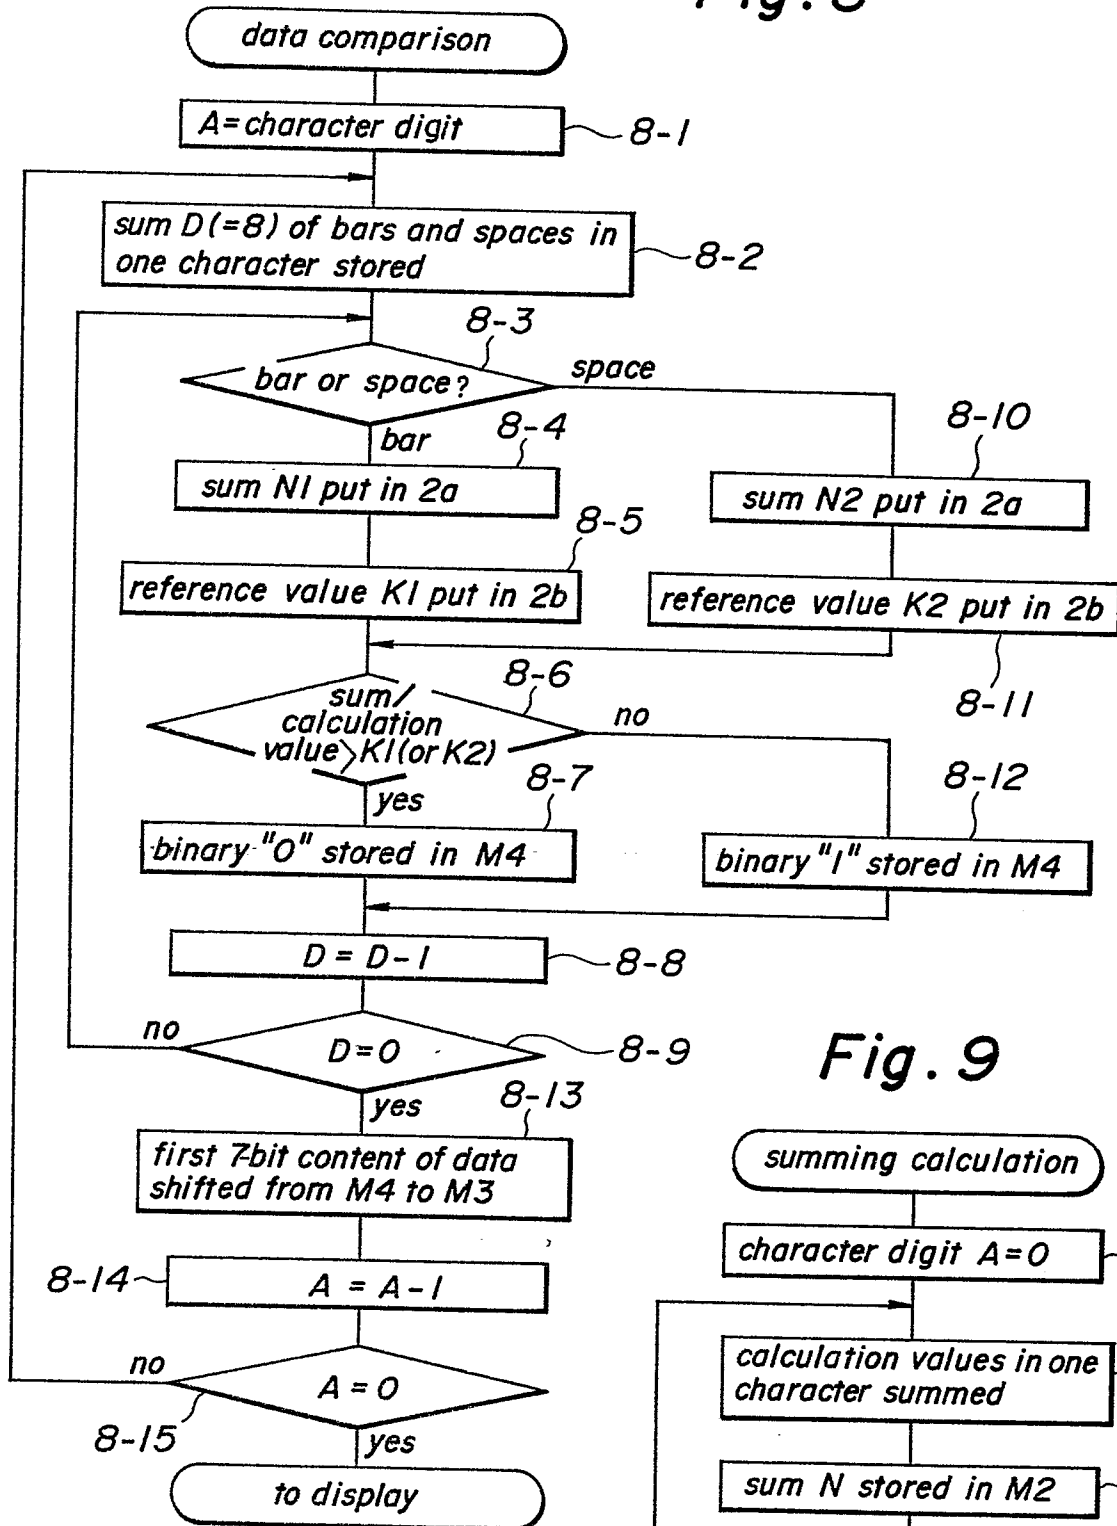 Fig. 8
data comparison
A=character digit
8-1
sum D(=8) of bars and spaces in
one character stored
8-2
8-3
bar or space?
space
bar
8-4
sum N1 put in 2a
8-5
reference value K1 put in 2b
8-10
sum N2 put in 2a
reference value K2 put in 2b
8-11
8-6
sum/
calculation
value>K1(or K2)
no
yes
8-7
binary "0" stored in M4
8-12
binary "1" stored in M4
D = D-1
8-8
no
D=0
8-9
yes
8-13
first 7-bit content of data
shifted from M4 to M3
8-14
A = A-1
no
A=0
8-15
yes
to display
Fig. 9
summing calculation
character digit A=0
calculation values in one
character summed
sum N stored in M2